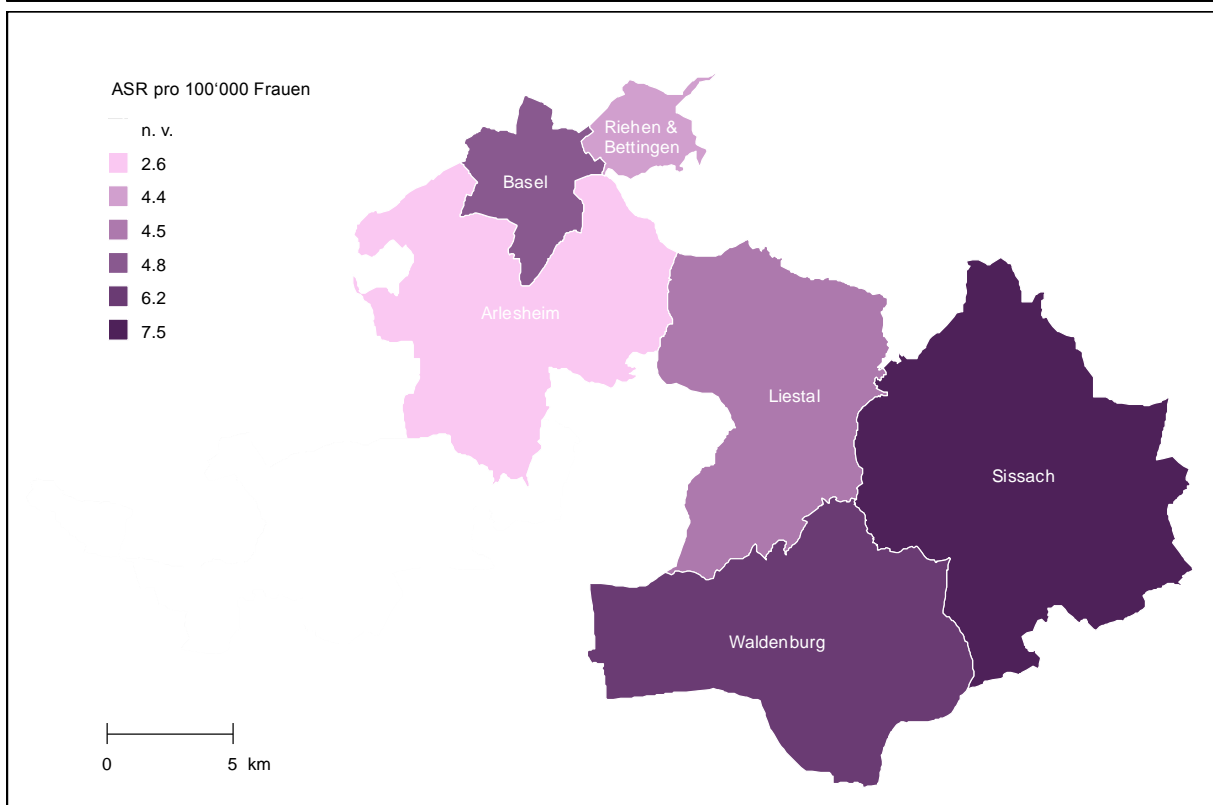 ASR pro 100‘000 Frauen
n. v.
2.6
4.4
4.5
4.8
6.2
7.5
Riehen &
Bettingen
Basel
Arlesheim
Liestal
Sissach
Waldenburg
0 5 km